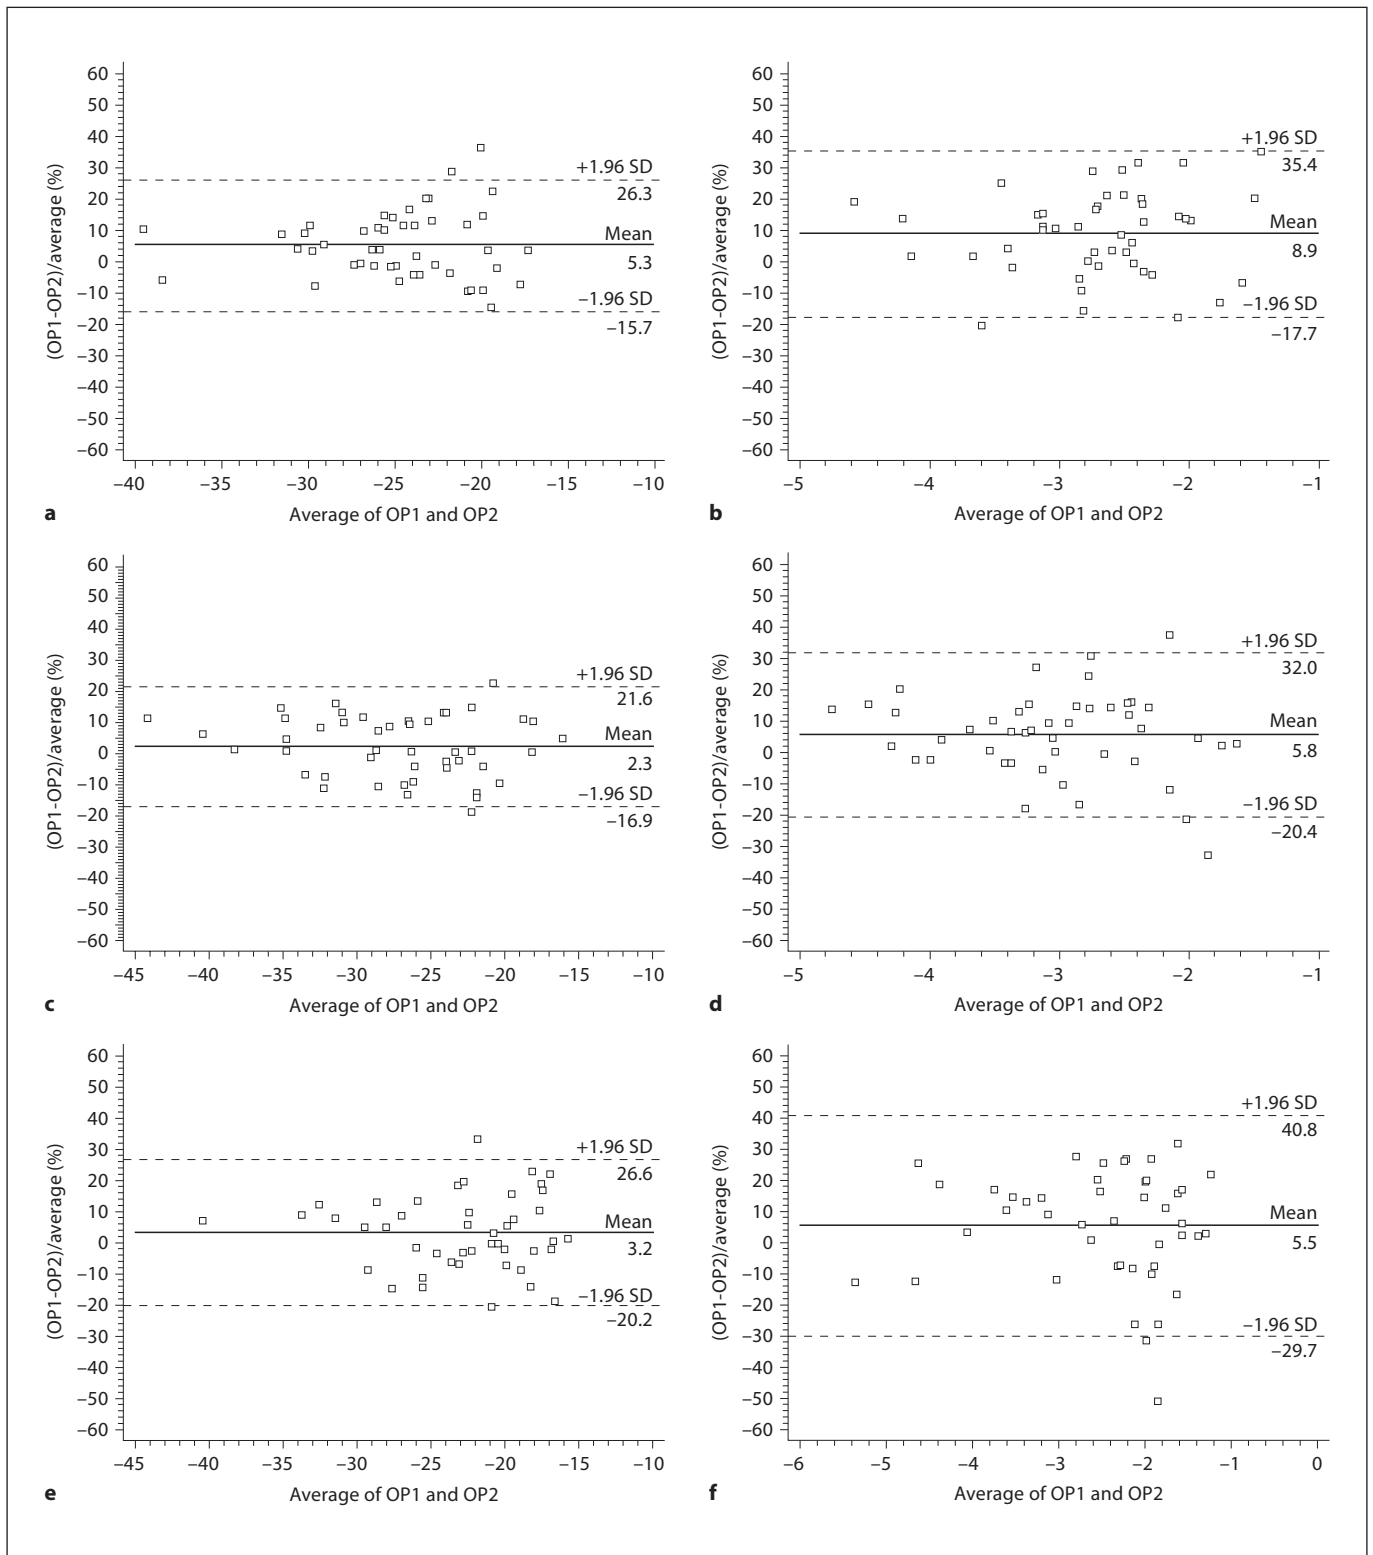 60
50
40
30
20
10
0
−10
−20
−30
−40
−50
−60
(OP1-OP2)/average (%)
+1.96 SD
26.3
Mean
5.3
−1.96 SD
−15.7
−40 −35 −30 −25 −20 −15 −10
a Average of OP1 and OP2
60
50
40
30
20
10
0
−10
−20
−30
−40
−50
−60
(OP1-OP2)/average (%)
+1.96 SD
35.4
Mean
8.9
−1.96 SD
−17.7
−5 −4 −3 −2 −1
b Average of OP1 and OP2
60
50
40
30
20
10
0
−10
−20
−30
−40
−50
−60
(OP1-OP2)/average (%)
+1.96 SD
21.6
Mean
2.3
−1.96 SD
−16.9
−45 −40 −35 −30 −25 −20 −15 −10
c Average of OP1 and OP2
60
50
40
30
20
10
0
−10
−20
−30
−40
−50
−60
(OP1-OP2)/average (%)
+1.96 SD
32.0
Mean
5.8
−1.96 SD
−20.4
−5 −4 −3 −2 −1
d Average of OP1 and OP2
60
50
40
30
20
10
0
−10
−20
−30
−40
−50
−60
(OP1-OP2)/average (%)
+1.96 SD
26.6
Mean
3.2
−1.96 SD
−20.2
−45 −40 −35 −30 −25 −20 −15 −10
e Average of OP1 and OP2
60
50
40
30
20
10
0
−10
−20
−30
−40
−50
−60
(OP1-OP2)/average (%)
+1.96 SD
40.8
Mean
5.5
−1.96 SD
−29.7
−6 −5 −4 −3 −2 −1 0
f Average of OP1 and OP2